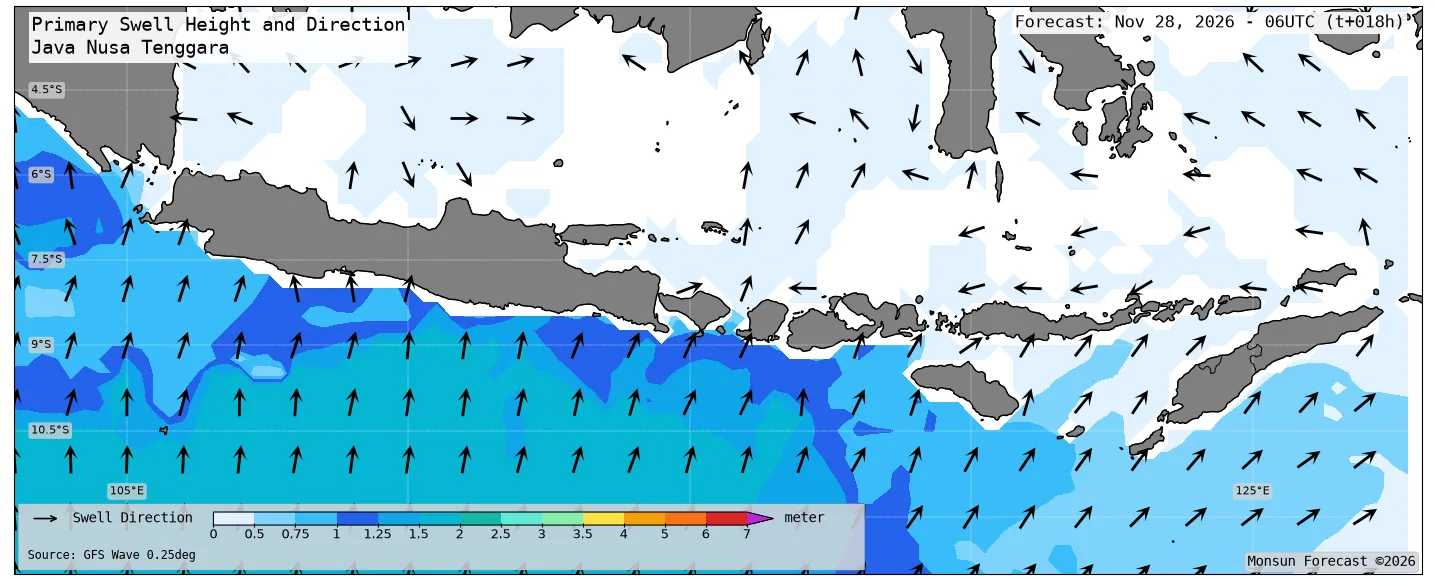 Primary Swell Height and Direction
Java Nusa Tenggara
Forecast: Nov 28, 2026 - 06UTC (t+018h)
4.5°S
6°S
7.5°S
9°S
10.5°S
105°E
125°E
Swell Direction
0 0.5 0.75 1 1.25 1.5 2 2.5 3 3.5 4 5 6 7
meter
Source: GFS Wave 0.25deg
Monsun Forecast ©2026